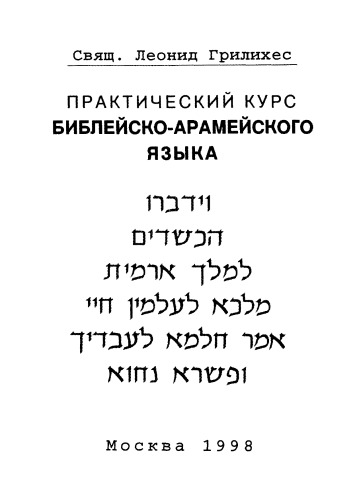 Свящ. Леонид Грилихес
ПРАКТИЧЕСКИЙ КУРС
БИБЛЕЙСКО-АРАМЕЙСКОГО
ЯЗЫКА
וידברו
הכשדים
למלך ארמית
מלכא לעלמין חיי
אמר חלמא לעבדיך
ופשרא נחוא
Москва 1998